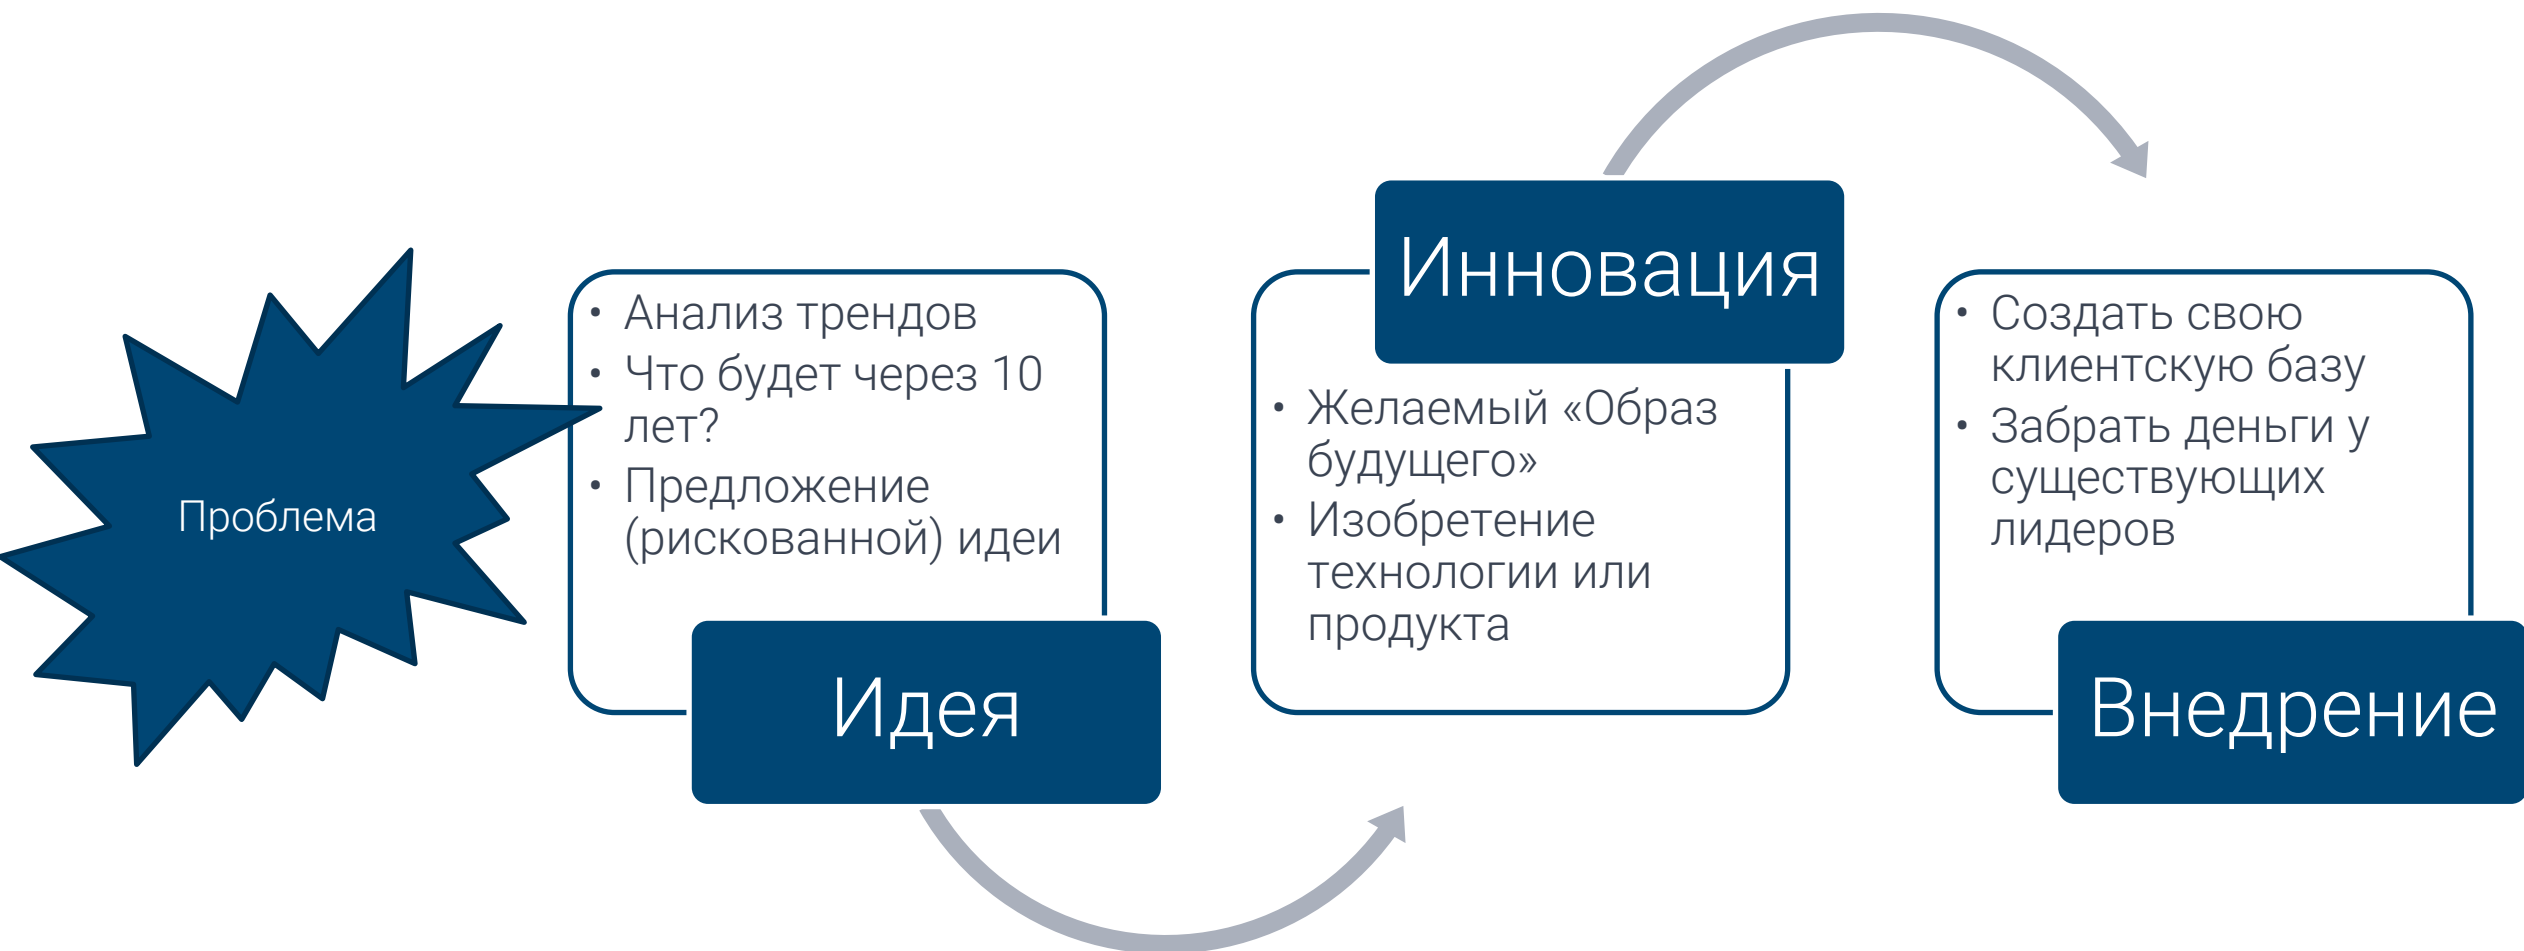 Проблема
• Анализ трендов
• Что будет через 10
лет?
• Предложение
(рискованной) идеи
Идея
Инновация
• Желаемый «Образ
будущего»
• Изобретение
технологии или
продукта
• Создать свою
клиентскую базу
• Забрать деньги у
существующих
лидеров
Внедрение